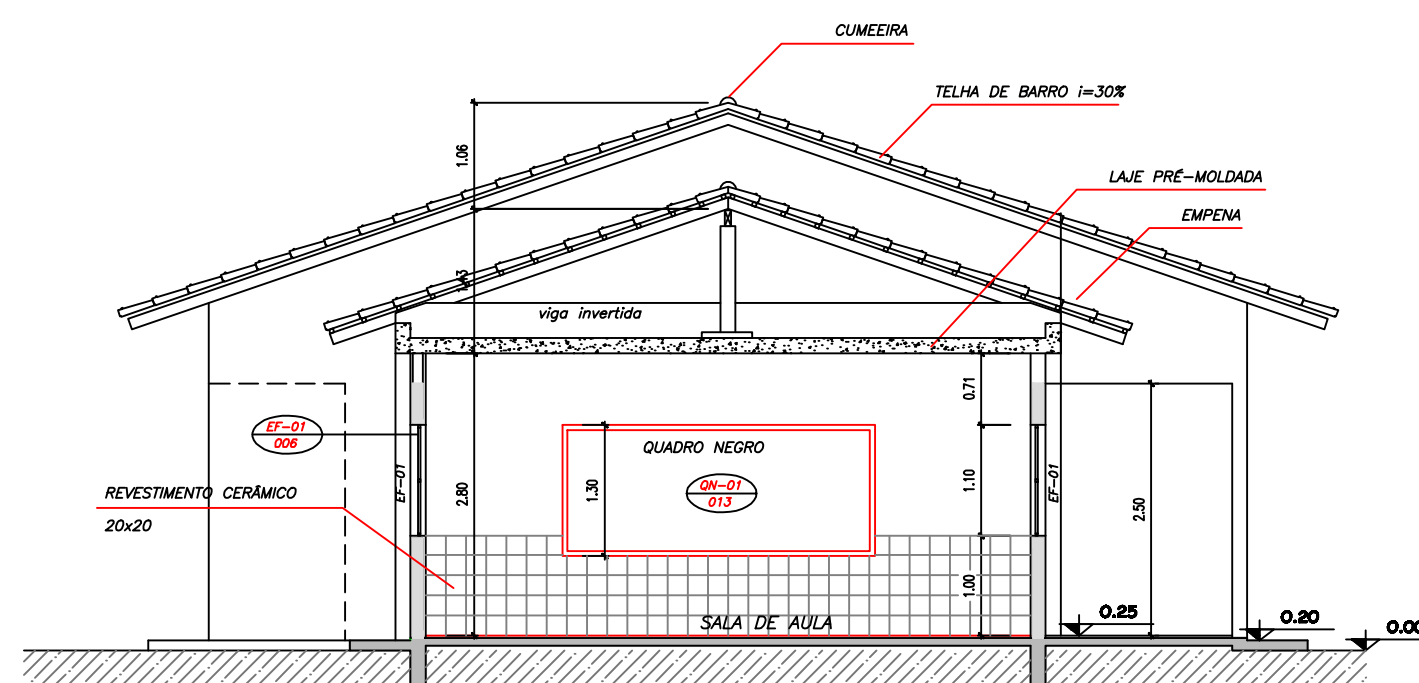 CUMEEIRA
TELHA DE BARRO i=30%
1.06
LAJE PRÉ-MOLDADA
EMPENA
viga invertida
0.71
EF-01
006
QUADRO NEGRO
QN-01
013
1.30
EF-01
2.80
1.10
EF-01
2.50
REVESTIMENTO CERÂMICO
20x20
1.00
SALA DE AULA
0.25
0.20